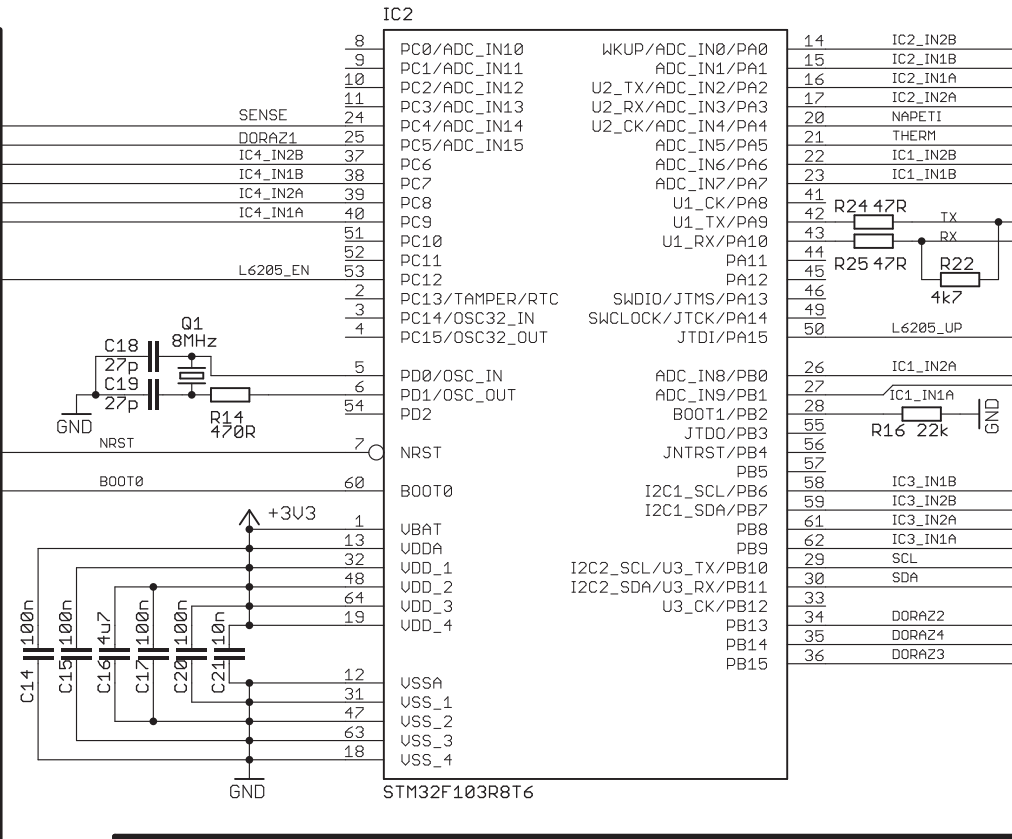 IC2
8 PC0/ADC_IN10 WKUP/ADC_IN0/PA0 14 IC2_IN2B
9 PC1/ADC_IN11 ADC_IN1/PA1 15 IC2_IN1B
10 PC2/ADC_IN12 U2_TX/ADC_IN2/PA2 16 IC2_IN1A
11 PC3/ADC_IN13 U2_RX/ADC_IN3/PA3 17 IC2_IN2A
SENSE 24 PC4/ADC_IN14 U2_CK/ADC_IN4/PA4 20 NAPETI
DORAZ1 25 PC5/ADC_IN15 ADC_IN5/PA5 21 THERM
IC4_IN2B 37 PC6 ADC_IN6/PA6 22 IC1_IN2B
IC4_IN1B 38 PC7 ADC_IN7/PA7 23 IC1_IN1B
IC4_IN2A 39 PC8 U1_CK/PA8 41
IC4_IN1A 40 PC9 U1_TX/PA9 42 R24 47R TX
51 PC10 U1_RX/PA10 43 RX
52 PC11 PA11 44 R25 47R R22
L6205_EN 53 PC12 PA12 45
2 PC13/TAMPER/RTC SWDIO/JTMS/PA13 46 4k7
3 PC14/OSC32_IN SWCLOCK/JTCK/PA14 49
Q1
8MHz
4 PC15/OSC32_OUT JTDI/PA15 50 L6205_UP
C18
27p
5 PD0/OSC_IN ADC_IN8/PB0 26 IC1_IN2A
C19
27p
6 PD1/OSC_OUT ADC_IN9/PB1 27 IC1_IN1A
GND R14
470R
54 PD2 BOOT1/PB2 28 R16 22k GND
JTDO/PB3 55
NRST 7 NRST JNTRST/PB4 56
PB5 57
BOOT0 60 BOOT0 I2C1_SCL/PB6 58 IC3_IN1B
I2C1_SDA/PB7 59 IC3_IN2B
+3V3
1 VBAT PB8 61 IC3_IN2A
13 VDDA PB9 62 IC3_IN1A
32 VDD_1 I2C2_SCL/U3_TX/PB10 29 SCL
48 VDD_2 I2C2_SDA/U3_RX/PB11 30 SDA
64 VDD_3 U3_CK/PB12 33
19 VDD_4 PB13 34 DORAZ2
PB14 35 DORAZ4
PB15 36 DORAZ3
C14 100n
C15 100n
C16 4u7
C17 100n
C20 100n
C21 10n
12 VSSA
31 VSS_1
47 VSS_2
63 VSS_3
18 VSS_4
GND
STM32F103R8T6